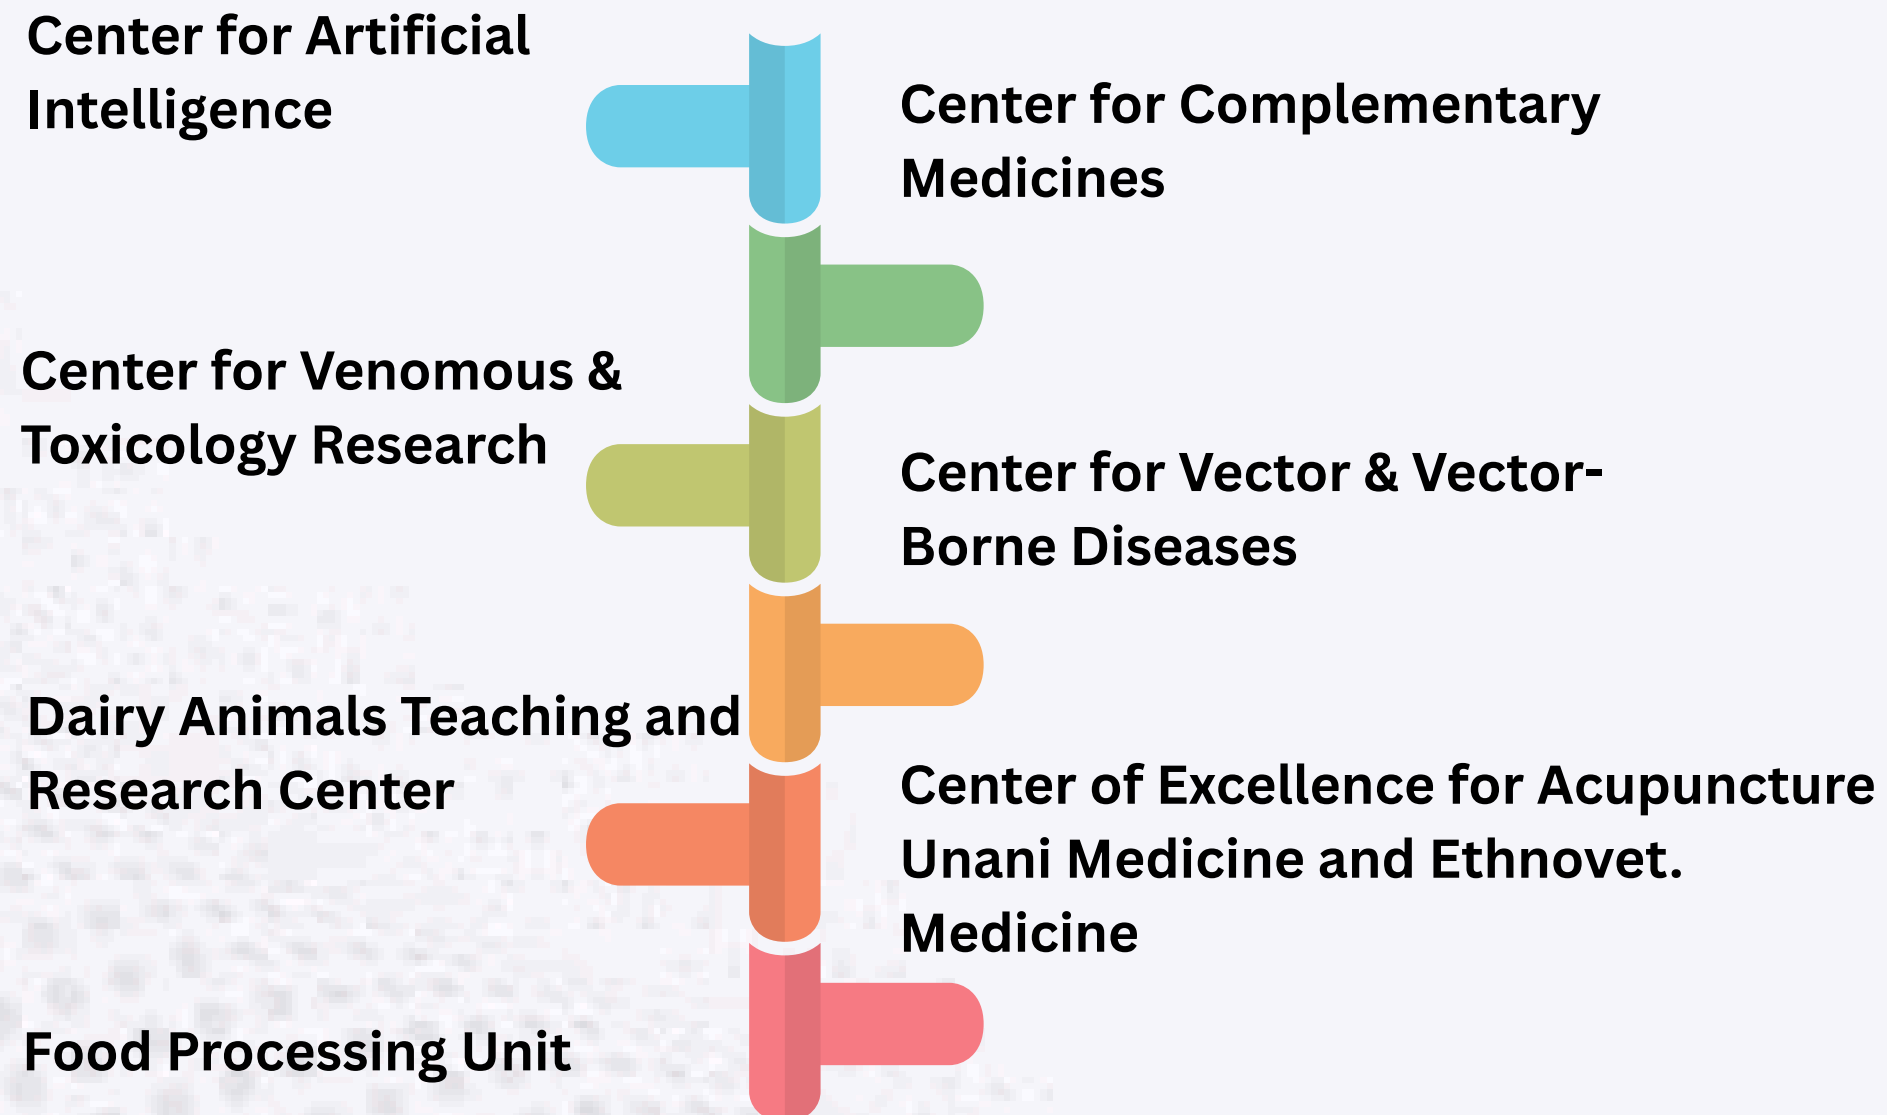 Center for Artificial
Intelligence
Center for Complementary
Medicines
Center for Venomous &
Toxicology Research
Center for Vector & Vector-
Borne Diseases
Dairy Animals Teaching and
Research Center
Center of Excellence for Acupuncture
Unani Medicine and Ethnovet.
Medicine
Food Processing Unit